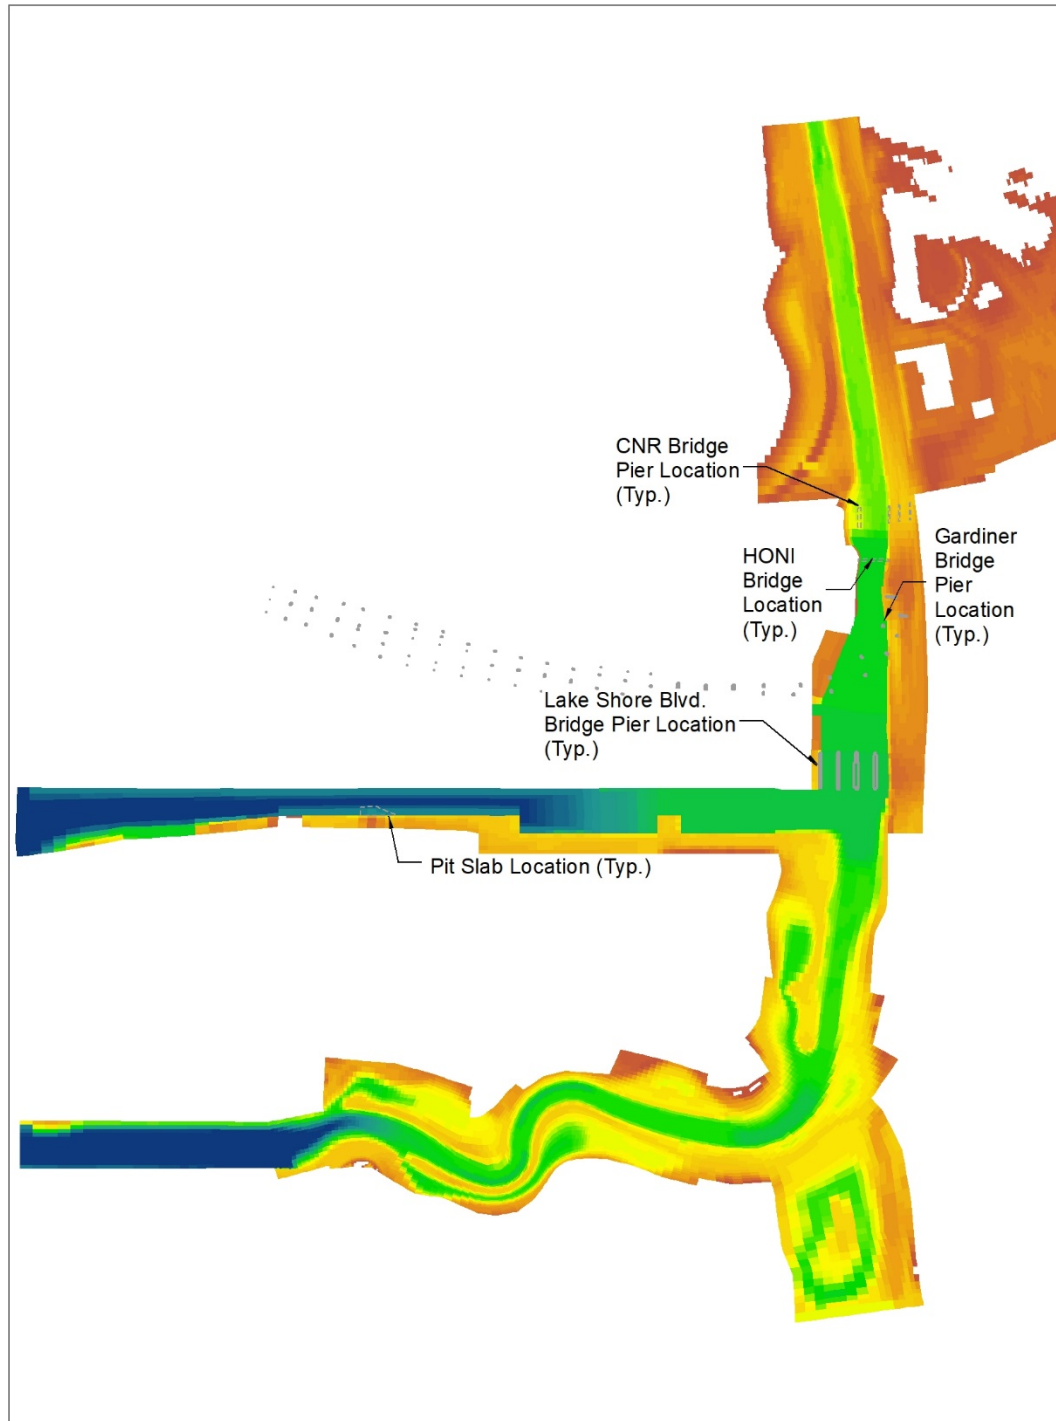 CNR Bridge
Pier Location
(Typ.)
HONI
Bridge
Location
(Typ.)
Gardiner
Bridge
Pier
Location
(Typ.)
Lake Shore Blvd.
Bridge Pier Location
(Typ.)
Pit Slab Location (Typ.)